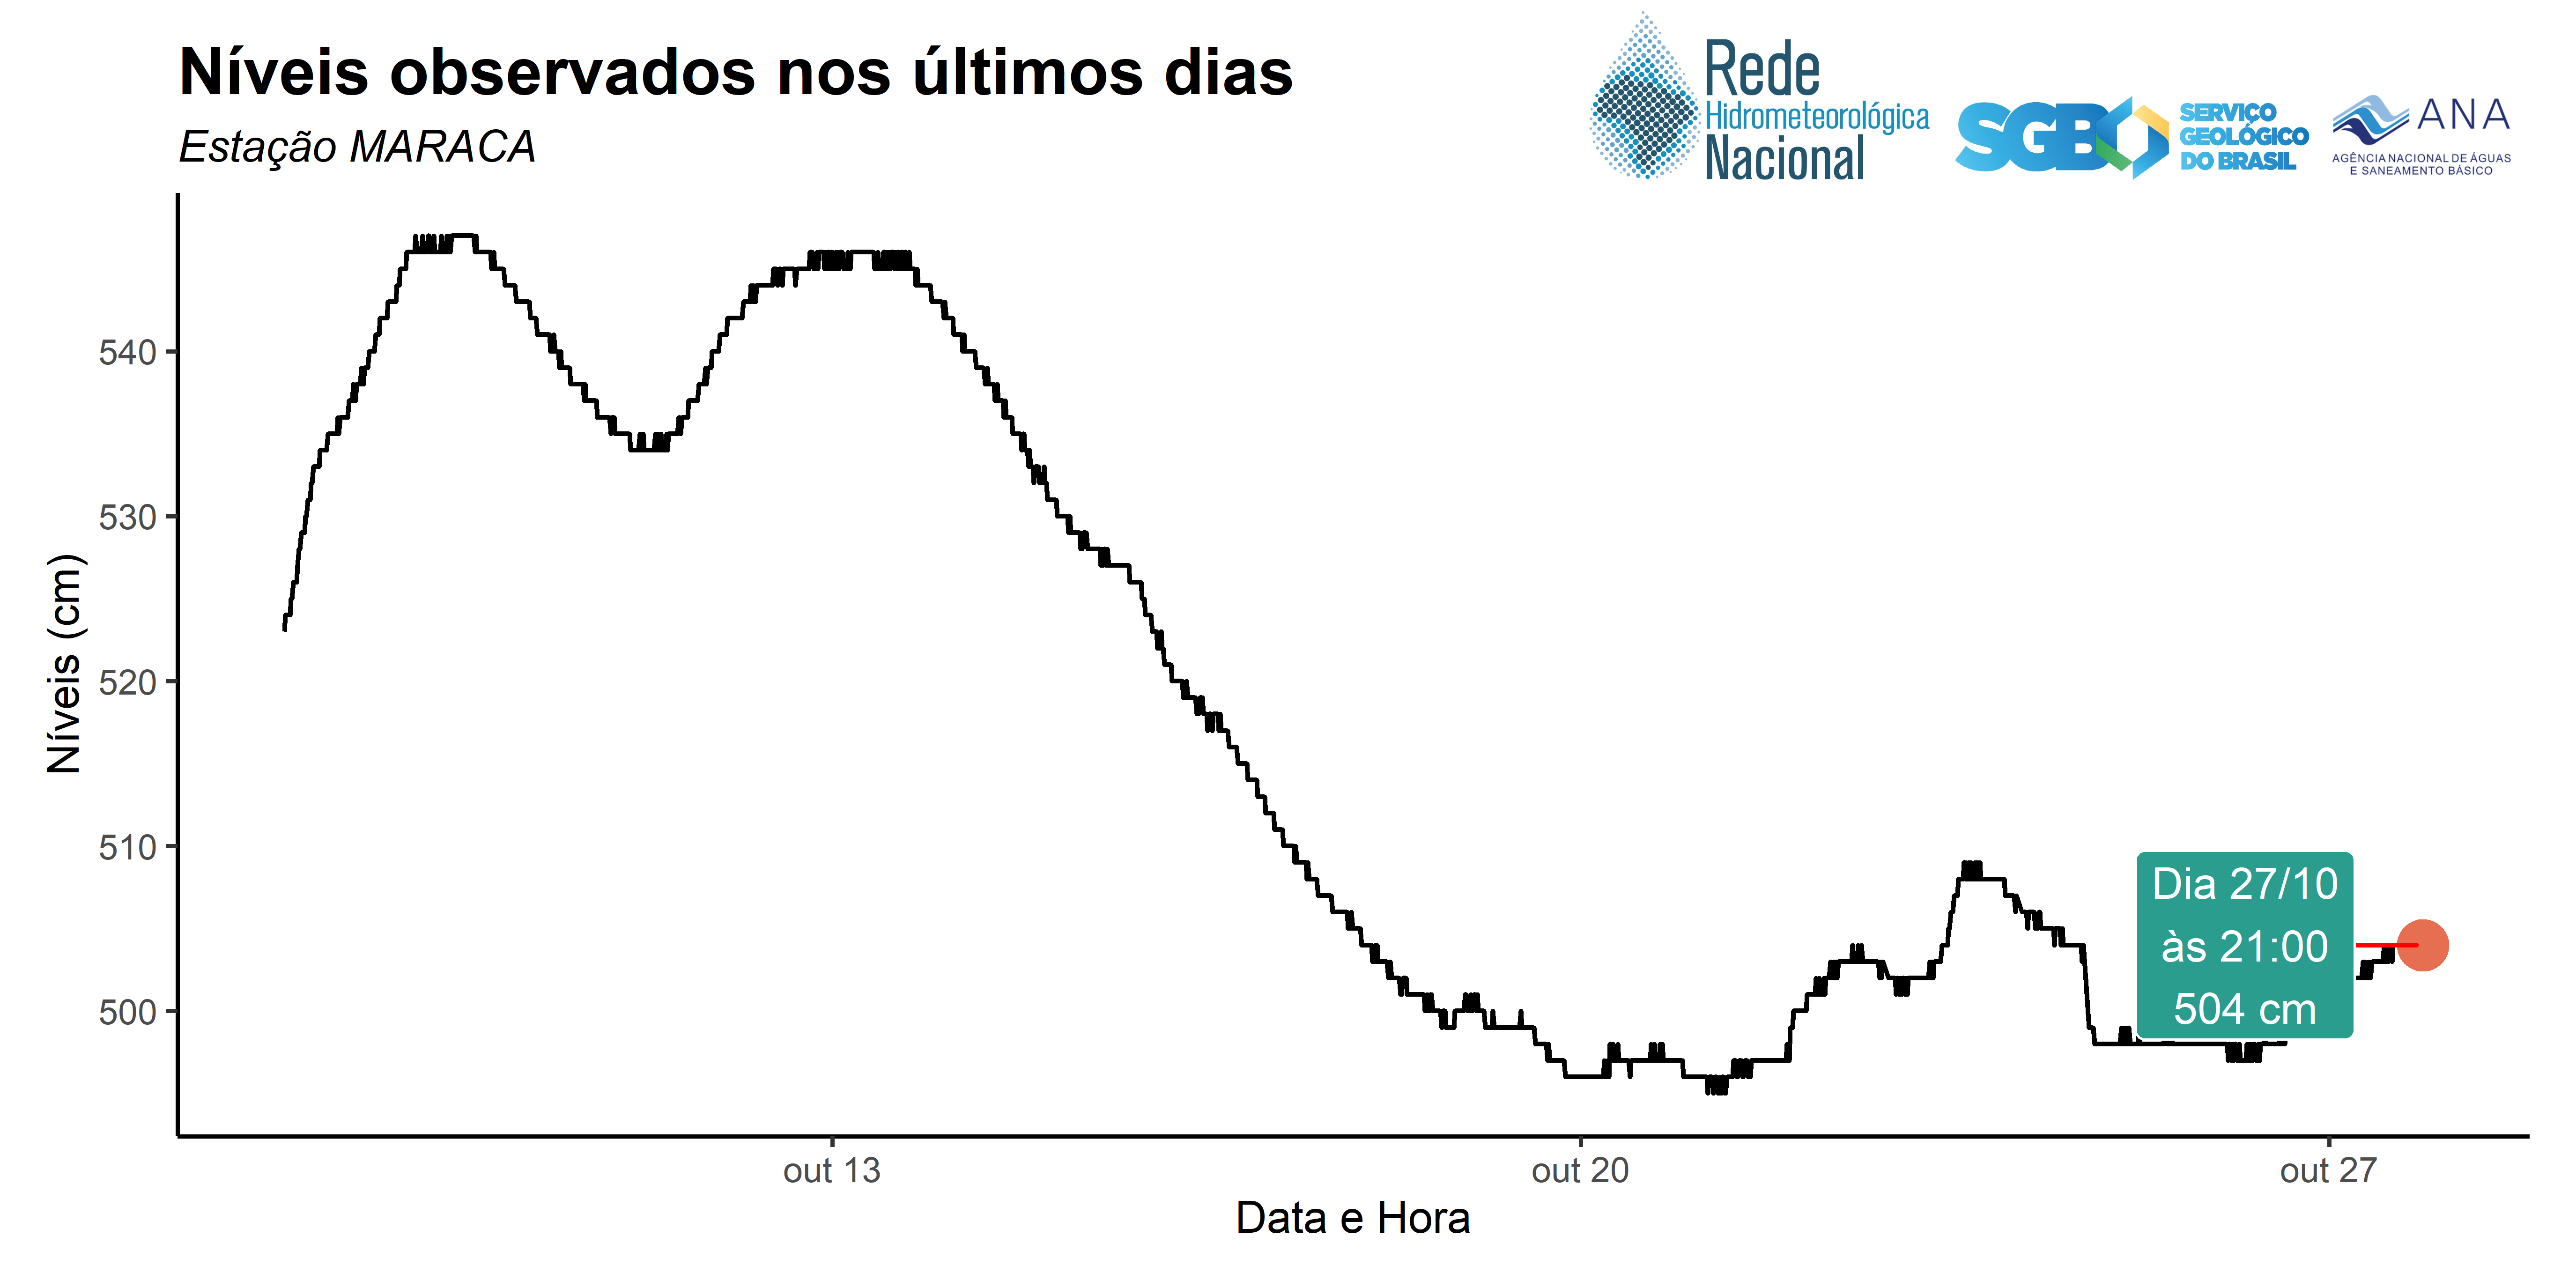 Níveis observados nos últimos dias
Estação MARACA
Rede
Hidrometeorológica
Nacional
SGB
SERVIÇO
GEOLÓGICO
DO BRASIL
ANA
AGÊNCIA NACIONAL DE ÁGUAS
E SANEAMENTO BÁSICO
Níveis (cm)
540
530
520
510
500
Dia 27/10
às 21:00
504 cm
out 13
out 20
out 27
Data e Hora